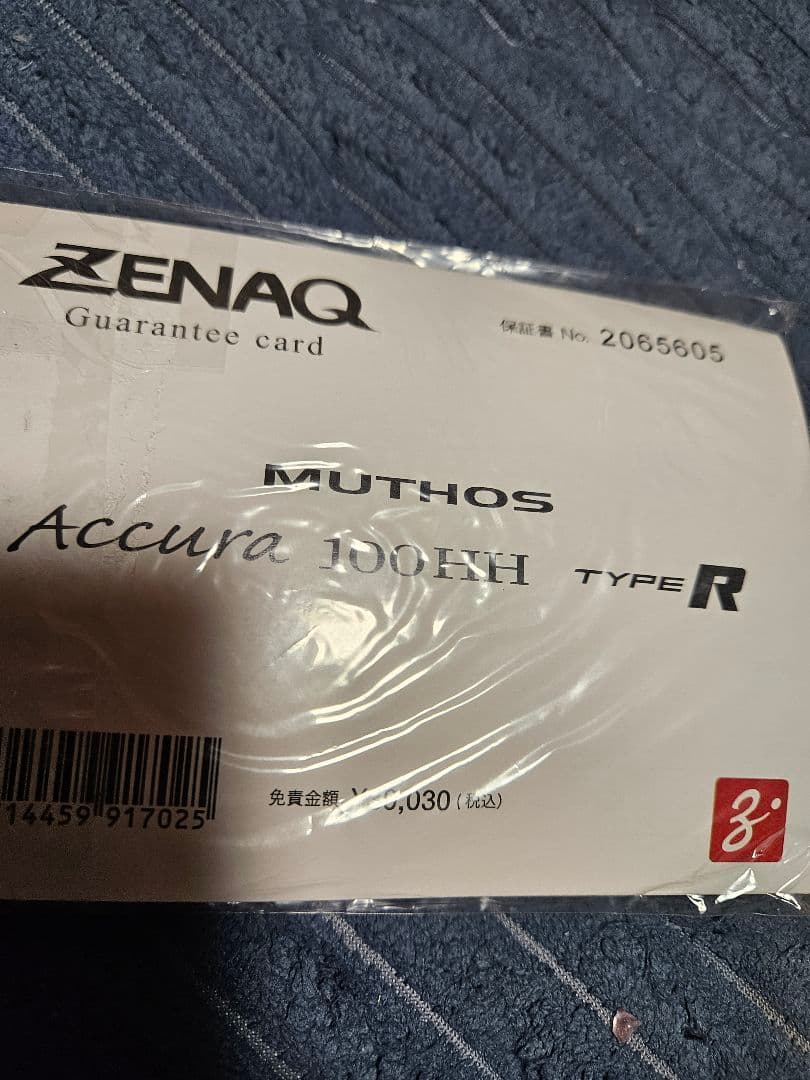 ZENAQ
Guarantee card
保証書 No. 2065605
MUTHOS
Accura 100HH TYPE R
14459 917025
免責金額 (税込)